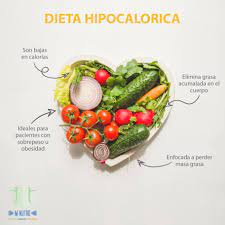 DIETA HIPOCALORICA
Son bajas
en calorías
Elimina grasa
acumulada en el
cuerpo
Ideales para
pacientes con
sobrepeso u
obesidad
Enfocada a perder
masa grasa.